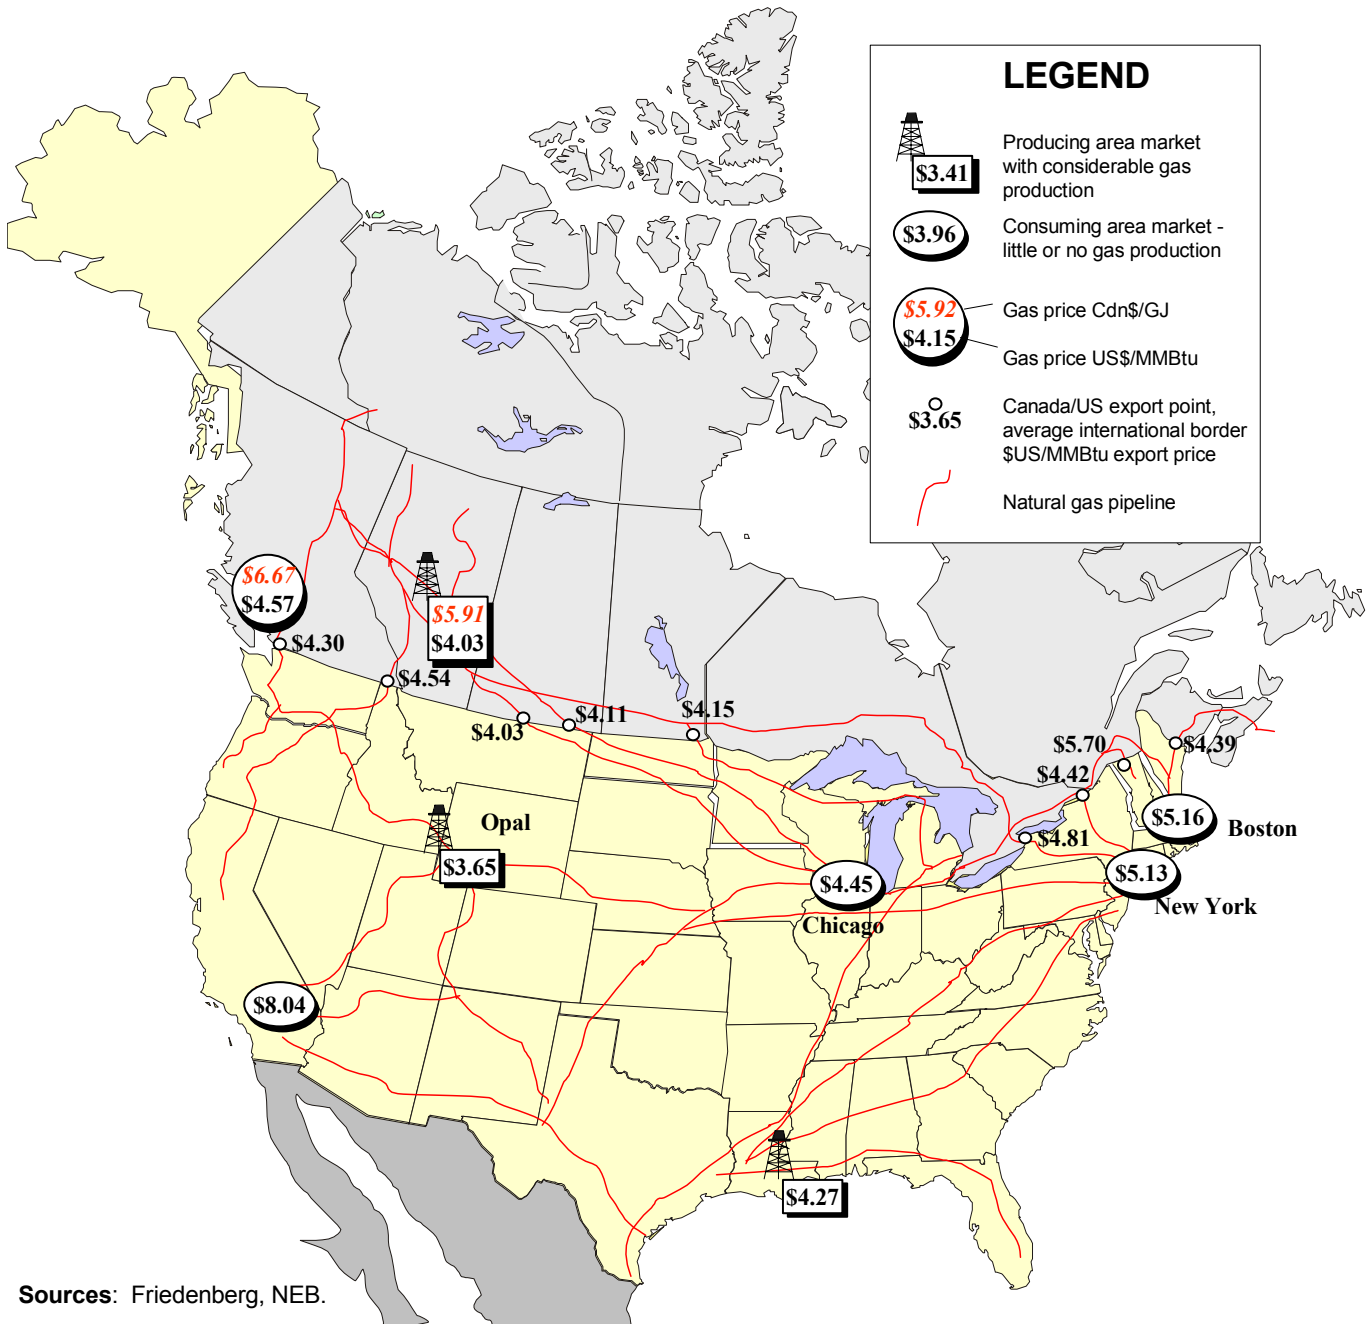 LEGEND
Producing area market
with considerable gas
production
$3.41
Consuming area market -
little or no gas production
$3.96
$5.92
Gas price Cdn$/GJ
$4.15
Gas price US$/MMBtu
Canada/US export point,
average international border
$US/MMBtu export price
$3.65
Natural gas pipeline
$6.67
$4.57
$4.30
$5.91
$4.03
$4.54
$4.03
$4.11
$4.15
$5.70
$4.39
$4.42
$5.16
Boston
$4.81
Opal
$3.65
$4.45
Chicago
$5.13
New York
$8.04
$4.27
Sources: Friedenberg, NEB.